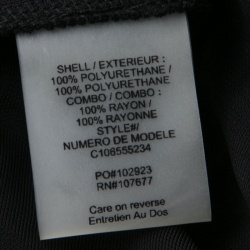 SHELL / EXTERIEUR :
100% POLYURETHANE /
100% POLYURETHANE
COMBO / COMBO :
100% RAYON /
100% RAYONNE
STYLE#/
NUMERO DE MODELE
C106555234
PO#102923
RN#107677
Care on reverse
Entretien Au Dos